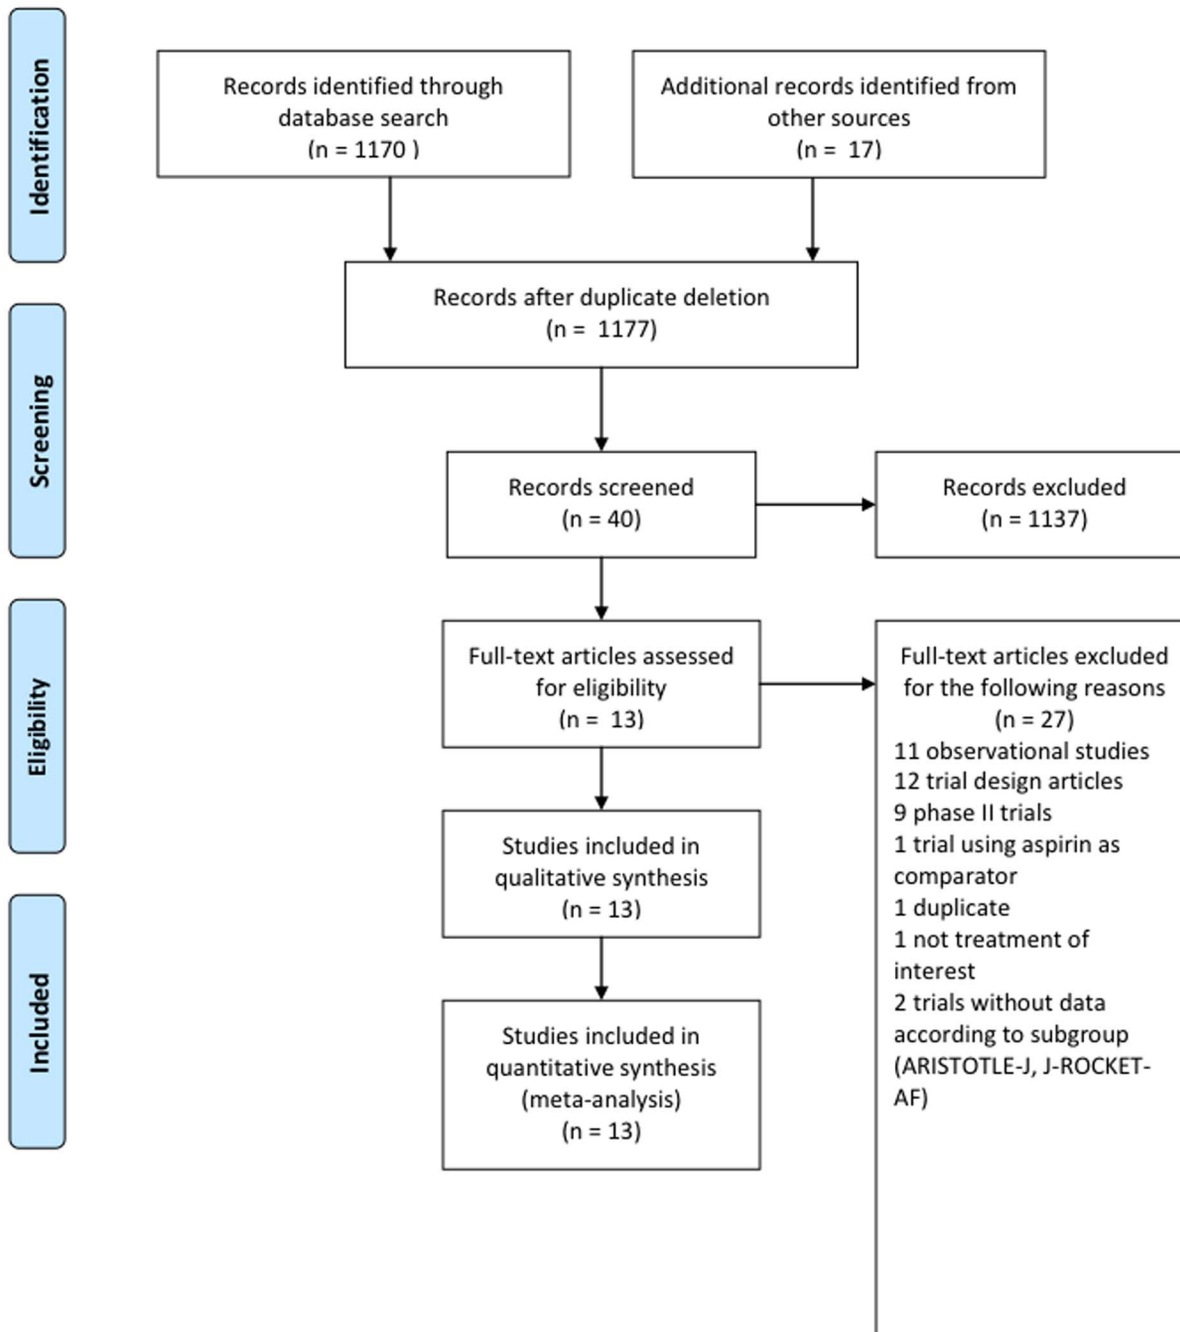 Identification
Records identified through
database search
(n = 1170 )
Additional records identified from
other sources
(n = 17)
Records after duplicate deletion
(n = 1177)
Screening
Records screened
(n = 40)
Records excluded
(n = 1137)
Eligibility
Full-text articles assessed
for eligibility
(n = 13)
Full-text articles excluded
for the following reasons
(n = 27)
11 observational studies
12 trial design articles
9 phase II trials
1 trial using aspirin as
comparator
1 duplicate
1 not treatment of
interest
2 trials without data
according to subgroup
(ARISTOTLE-J, J-ROCKET-
AF)
Studies included in
qualitative synthesis
(n = 13)
Included
Studies included in
quantitative synthesis
(meta-analysis)
(n = 13)